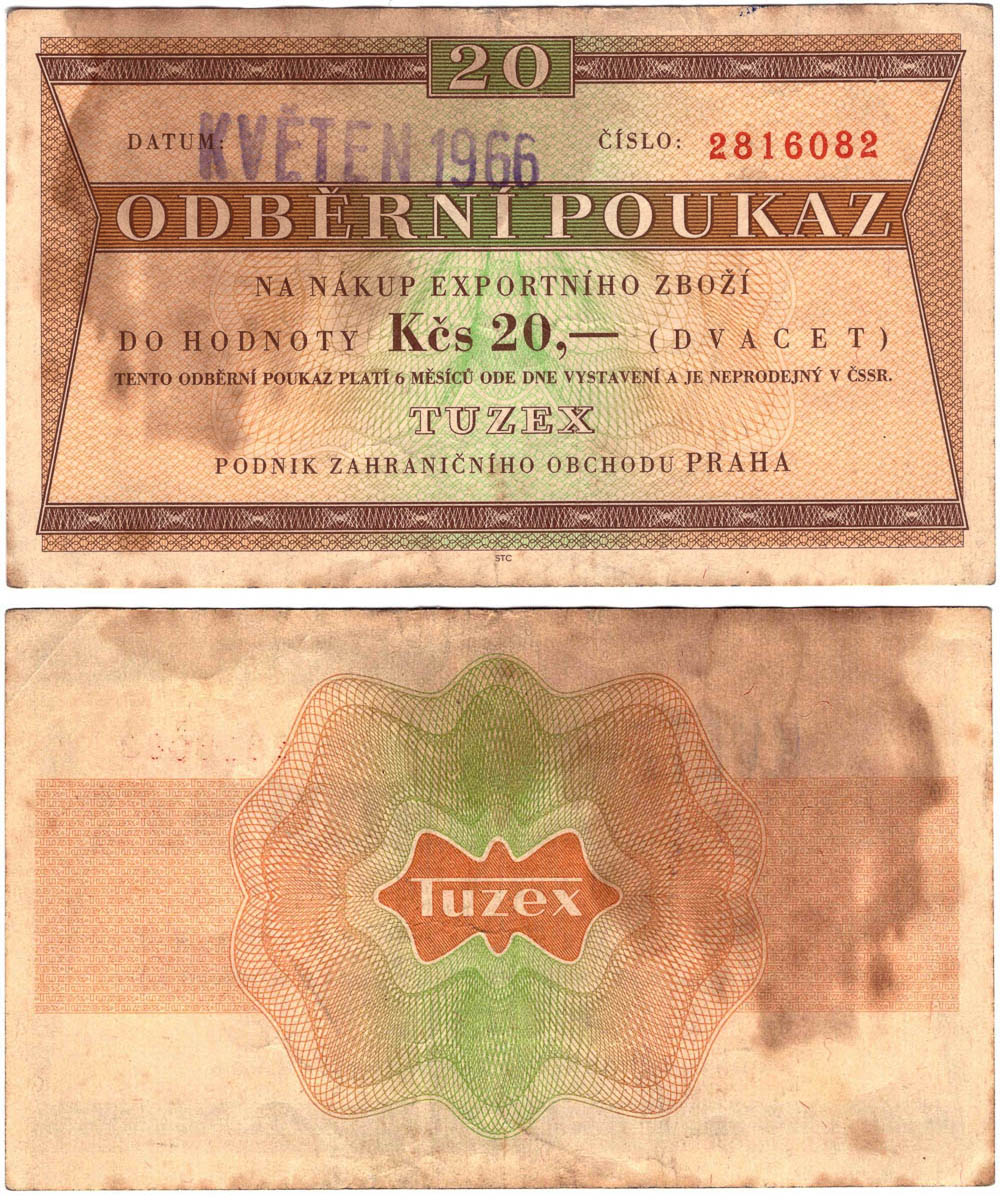 20
DATUM: KVĚTEN 1966 ČÍSLO: 2816082
ODBĚRNÍ POUKAZ
NA NÁKUP EXPORTNÍHO ZBOŽÍ
DO HODNOTY Kčs 20,— (DVACET)
TENTO ODBĚRNÍ POUKAZ PLATÍ 6 MĚSÍCŮ ODE DNE VYSTAVENÍ A JE NEPRODEJNÝ V ČSSR.
TUZEX
PODNIK ZAHRANIČNÍHO OBCHODU PRAHA
STC
Tuzex